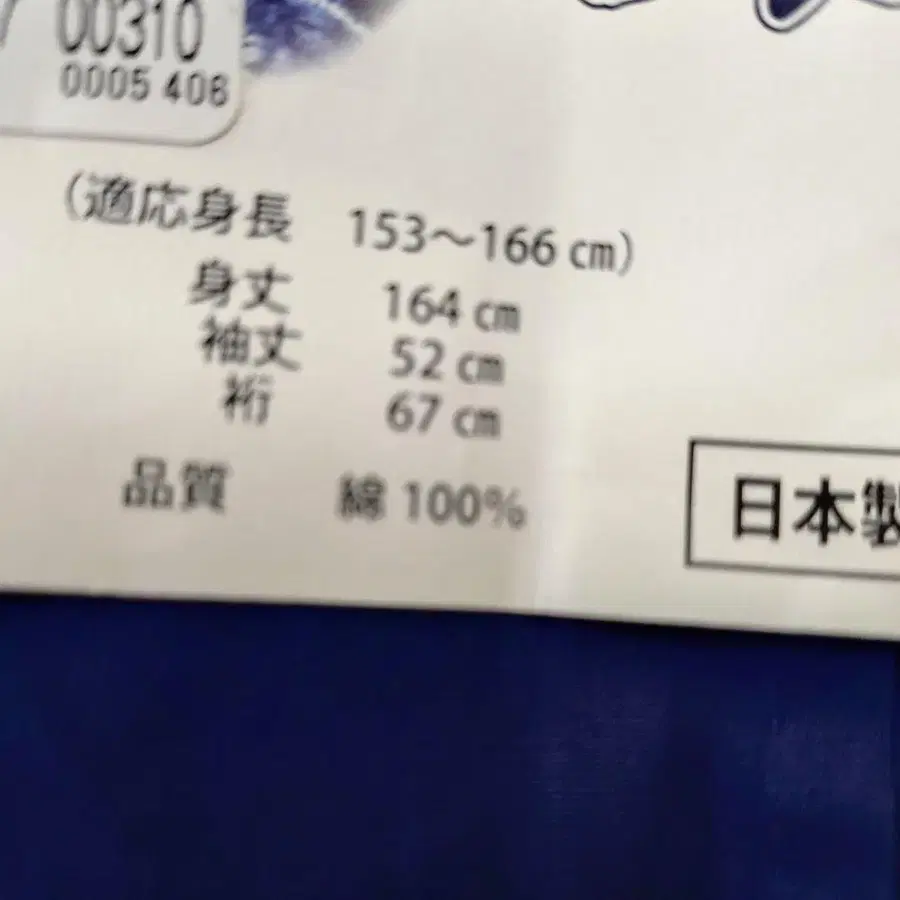 00310
0005 406
（適応身長 153～166 cm）
身丈 164 cm
袖丈 52 cm
裄 67 cm
品質 綿 100%
日本製